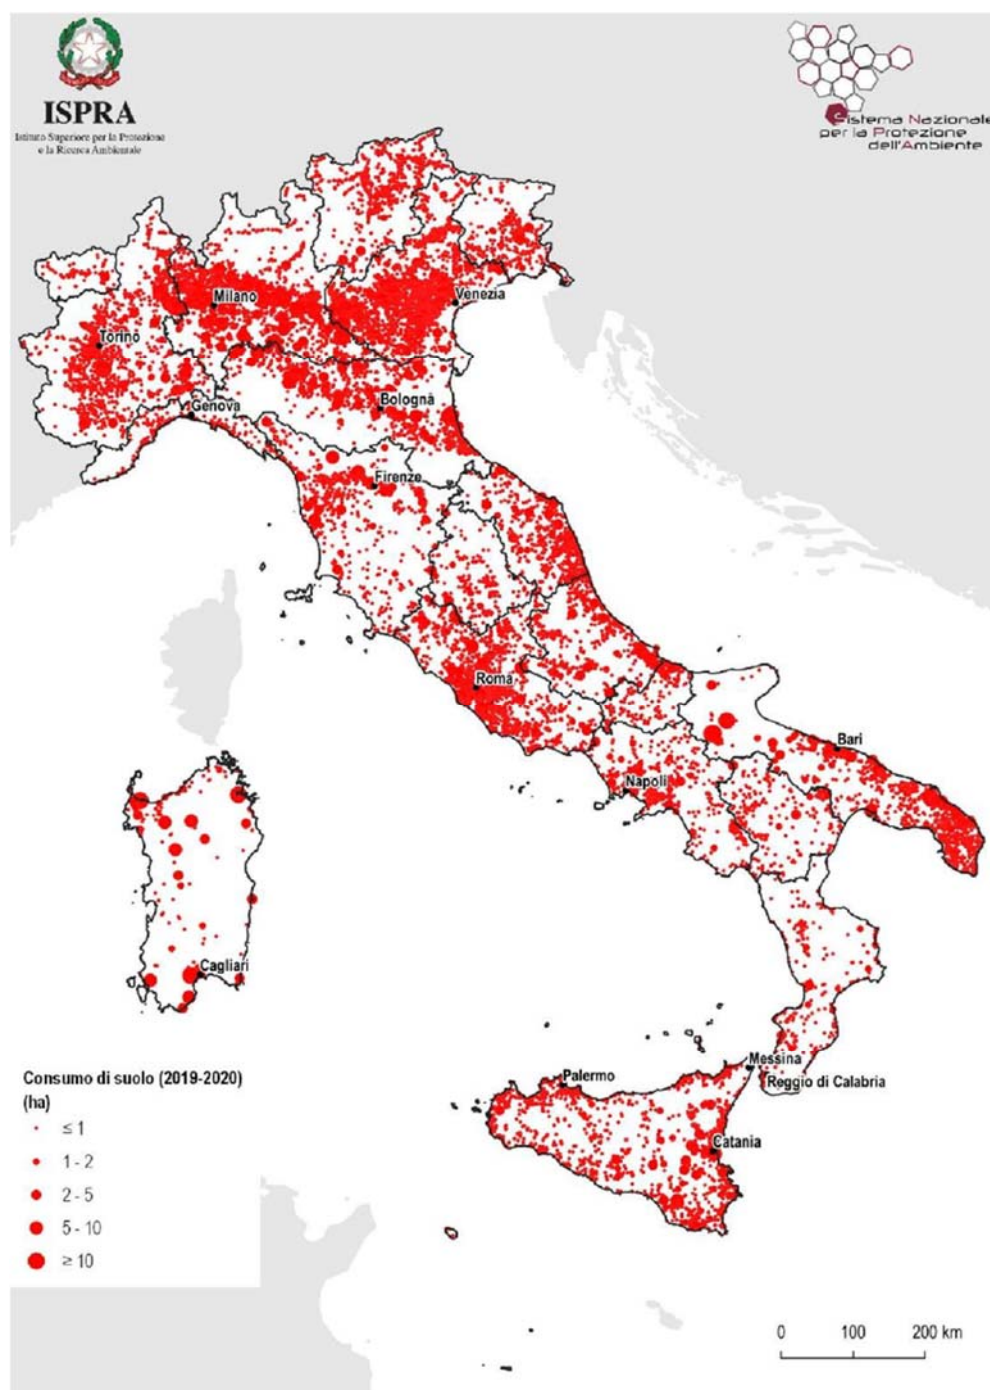 ISPRA
Istituto Superiore per la Protezione
e la Ricerca Ambientale
Sistema Nazionale
per la Protezione
dell'Ambiente
Milano
Venezia
Torino
Genova
Bologna
Firenze
Roma
Bari
Napoli
Cagliari
Messina
Palermo
Reggio di Calabria
Catania
Consumo di suolo (2019-2020)
(ha)
≤ 1
1 - 2
2 - 5
5 - 10
≥ 10
0 100 200 km